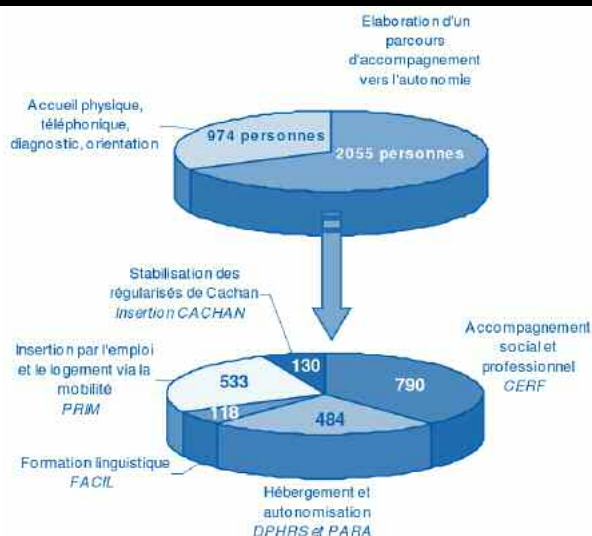 Elaboration d'un
parcours
d'accompagnement
vers l'autonomie
Accueil physique,
téléphonique,
diagnostic, orientation
974 personnes
2055 personnes
Stabilisation des
régularisés de Cachan
Insertion CACHAN
Accompagnement
social et
professionnel
CERF
Insertion par l'emploi
et le logement via la
mobilité
PRIM
130
533
790
118
484
Formation linguistique
FACIL
Hébergement et
autonomisation
DPHRS et PARA